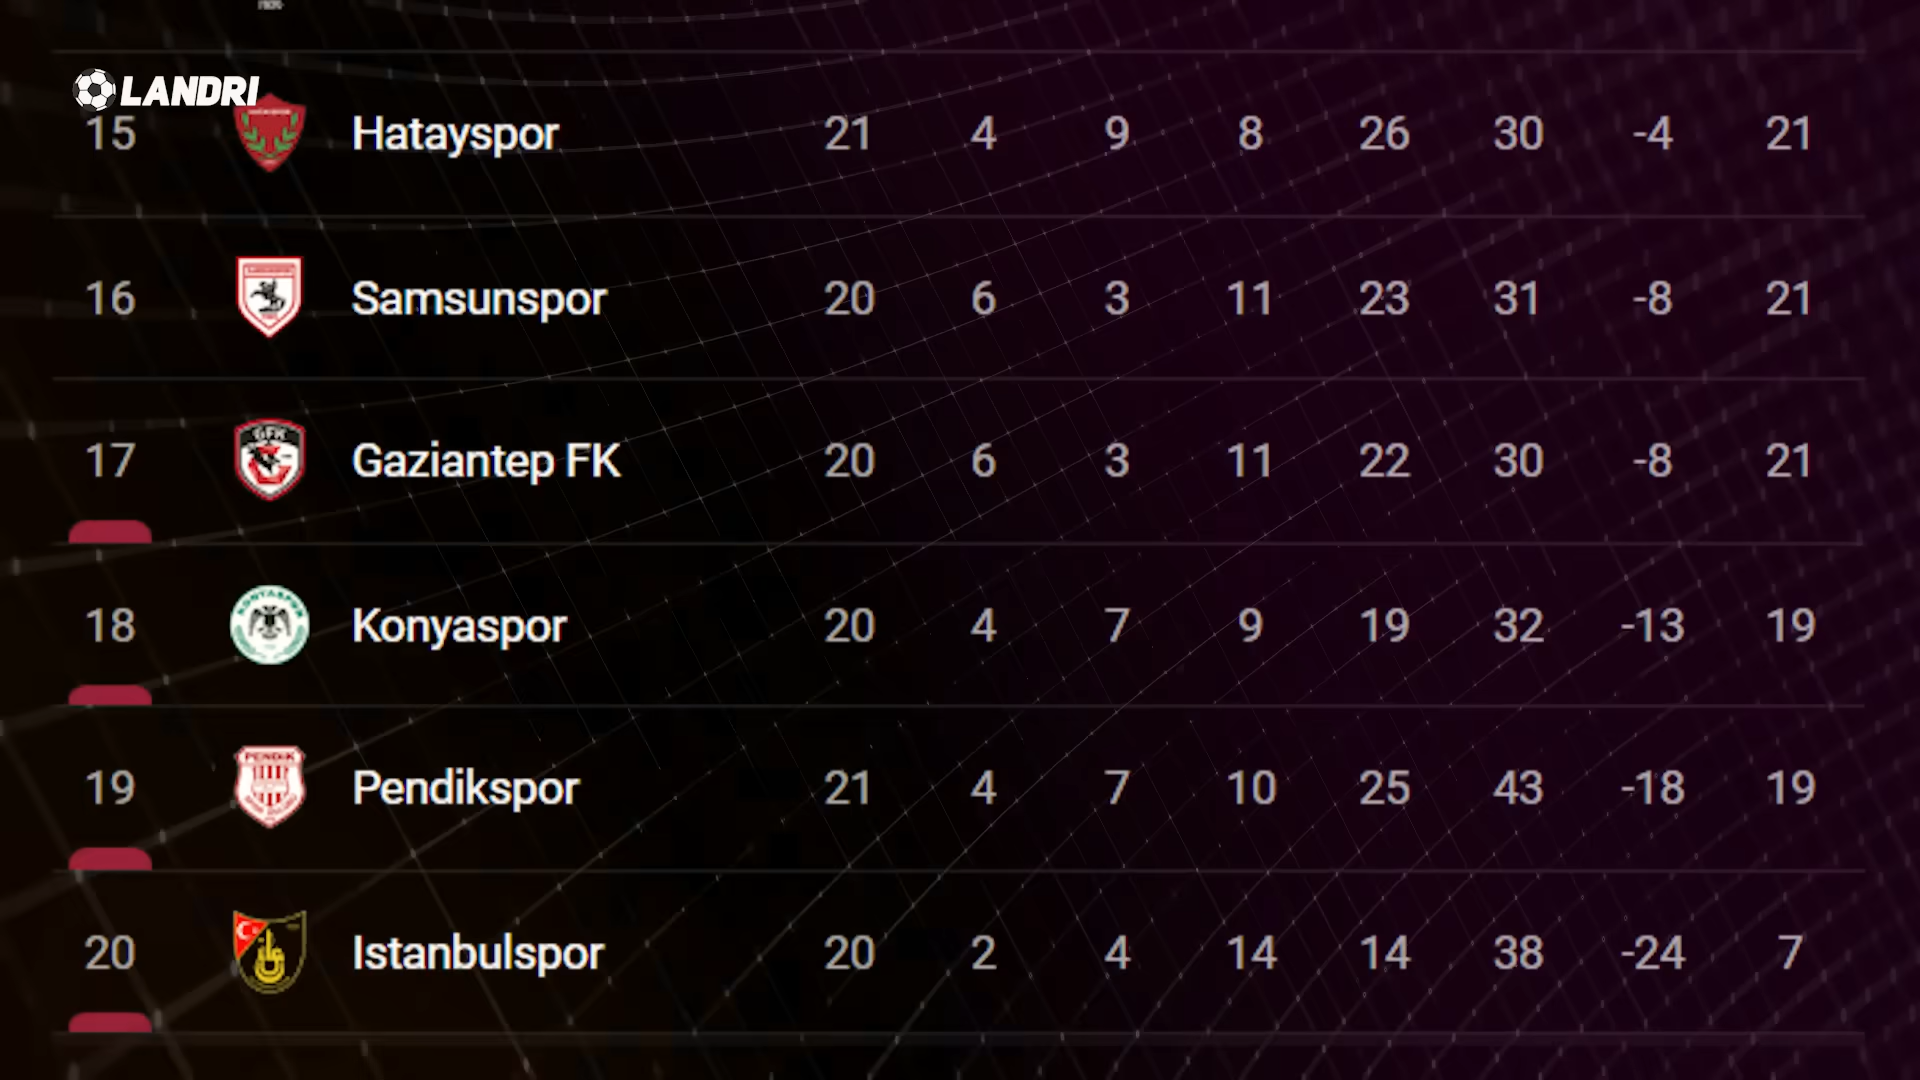 LANDRI
15 Hatayspor 21 4 9 8 26 30 -4 21
16 Samsunspor 20 6 3 11 23 31 -8 21
17 GFK Gaziantep FK 20 6 3 11 22 30 -8 21
18 KONYASPOR Konyaspor 20 4 7 9 19 32 -13 19
19 PENDIK Pendikspor 21 4 7 10 25 43 -18 19
20 Istanbulspor 20 2 4 14 14 38 -24 7